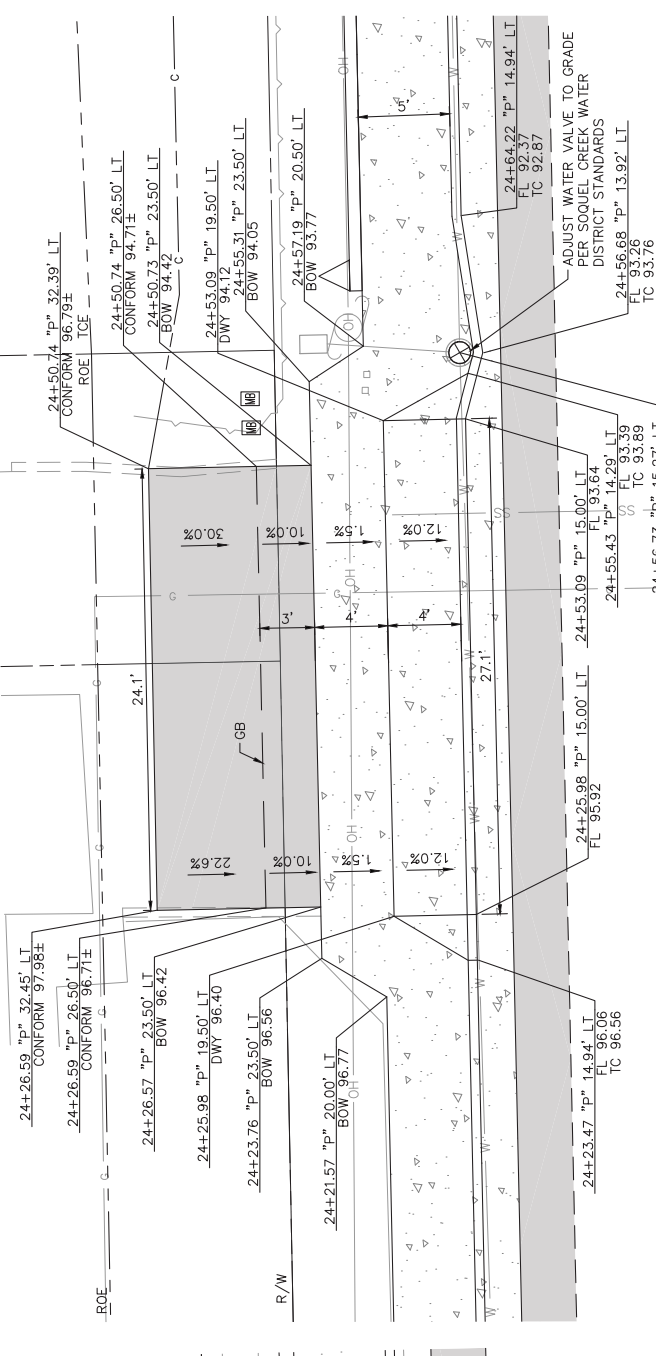 24+50.74 "P" 32.39' LT
CONFORM 96.79±
ROE TCE
24+50.74 "P" 26.50' LT
CONFORM 94.71±
24+50.73 "P" 23.50' LT
BOW 94.42
C
C
24+53.09 "P" 19.50' LT
DWY 94.12
24+55.31 "P" 23.50' LT
BOW 94.05
24+57.19 "P" 20.50' LT
BOW 93.77
OH
5'
W
24+64.22 "P" 14.94' LT
FL 92.37
TC 92.87
ADJUST WATER VALVE TO GRADE
PER SOQUEL CREEK WATER
DISTRICT STANDARDS
24+56.68 "P" 13.92' LT
FL 93.26
TC 93.76
MB
MB
OH
W
24+55.43 "P" 14.29' LT
FL 93.39
TC 93.89
24+53.09 "P" 15.00' LT
FL 93.64
SS
SS
30.0%
10.0%
1.5%
12.0%
W
G
G
OH
3'
4'
4'
24.1'
27.1'
G
GB
W
24+25.98 "P" 15.00' LT
FL 95.92
22.6%
10.0%
1.5%
12.0%
OH
W
G
24+26.59 "P" 32.45' LT
CONFORM 97.98±
24+26.59 "P" 26.50' LT
CONFORM 96.71±
24+26.57 "P" 23.50' LT
BOW 96.42
24+25.98 "P" 19.50' LT
DWY 96.40
24+23.76 "P" 23.50' LT
BOW 96.56
24+21.57 "P" 20.00' LT
BOW 96.77
24+23.47 "P" 14.94' LT
FL 96.06
TC 96.56
G
G
OH
W
W
ROE
R/W